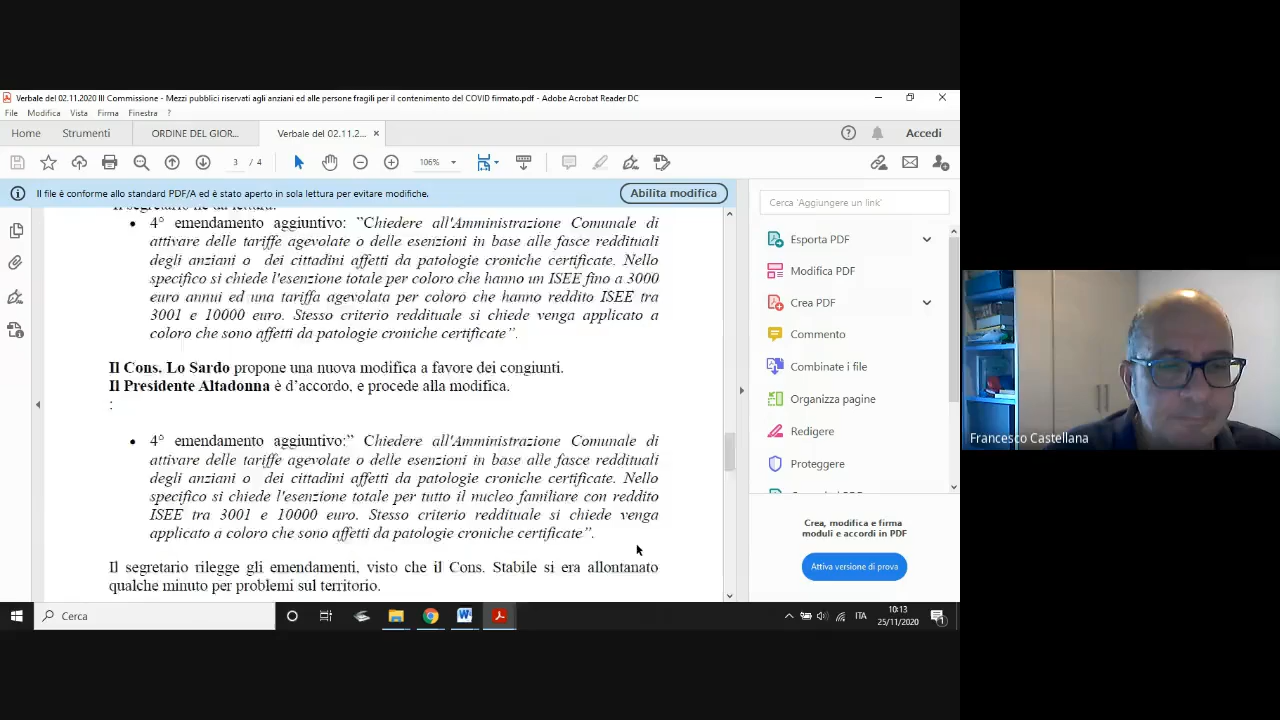 Verbale del 02.11.2020 III Commissione - Mezzi pubblici riservati agli anziani ed alle persone fragili per il contenimento del COVID firmato.pdf - Adobe Acrobat Reader DC
File Modifica Vista Firma Finestra ?
Home Strumenti ORDINE DEL GIOR... Verbale del 02.11.2... × Accedi
3 / 4 106%
Il file è conforme allo standard PDF/A ed è stato aperto in sola lettura per evitare modifiche. Abilita modifica
Il segretario ne dà lettura.
• 4° emendamento aggiuntivo: ”Chiedere all'Amministrazione Comunale di
attivare delle tariffe agevolate o delle esenzioni in base alle fasce reddituali
degli anziani o dei cittadini affetti da patologie croniche certificate. Nello
specifico si chiede l'esenzione totale per coloro che hanno un ISEE fino a 3000
euro annui ed una tariffa agevolata per coloro che hanno reddito ISEE tra
3001 e 10000 euro. Stesso criterio reddituale si chiede venga applicato a
coloro che sono affetti da patologie croniche certificate”.
Il Cons. Lo Sardo propone una nuova modifica a favore dei congiunti.
Il Presidente Altadonna è d’accordo, e procede alla modifica.
:
• 4° emendamento aggiuntivo:” Chiedere all'Amministrazione Comunale di
attivare delle tariffe agevolate o delle esenzioni in base alle fasce reddituali
degli anziani o dei cittadini affetti da patologie croniche certificate. Nello
specifico si chiede l'esenzione totale per tutto il nucleo familiare con reddito
ISEE tra 3001 e 10000 euro. Stesso criterio reddituale si chiede venga
applicato a coloro che sono affetti da patologie croniche certificate”.
Il segretario rilegge gli emendamenti, visto che il Cons. Stabile si era allontanato
qualche minuto per problemi sul territorio.
Cerca 'Aggiungere un link'
Esporta PDF
Modifica PDF
Crea PDF
Commento
Combinate i file
Organizza pagine
Redigere
Proteggere
Crea, modifica e firma
moduli e accordi in PDF
Attiva versione di prova
Francesco Castellana
Cerca
ITA
10:13
25/11/2020
1